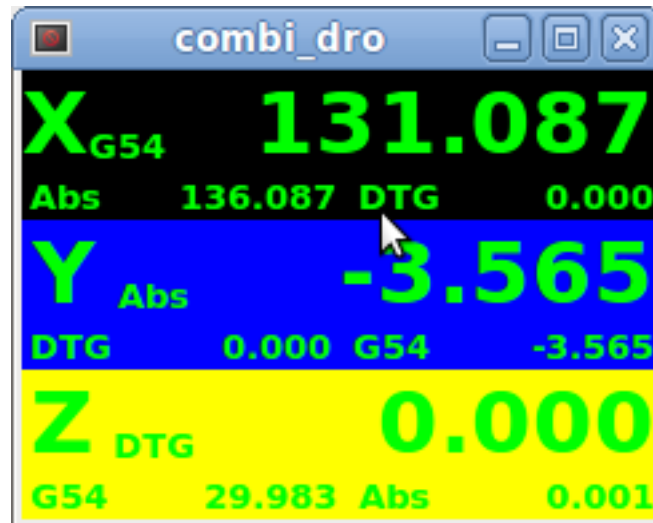 combi_dro
X G54 131.087
Abs 136.087 DTG 0.000
Y Abs -3.565
DTG 0.000 G54 -3.565
Z DTG 0.000
G54 29.983 Abs 0.001